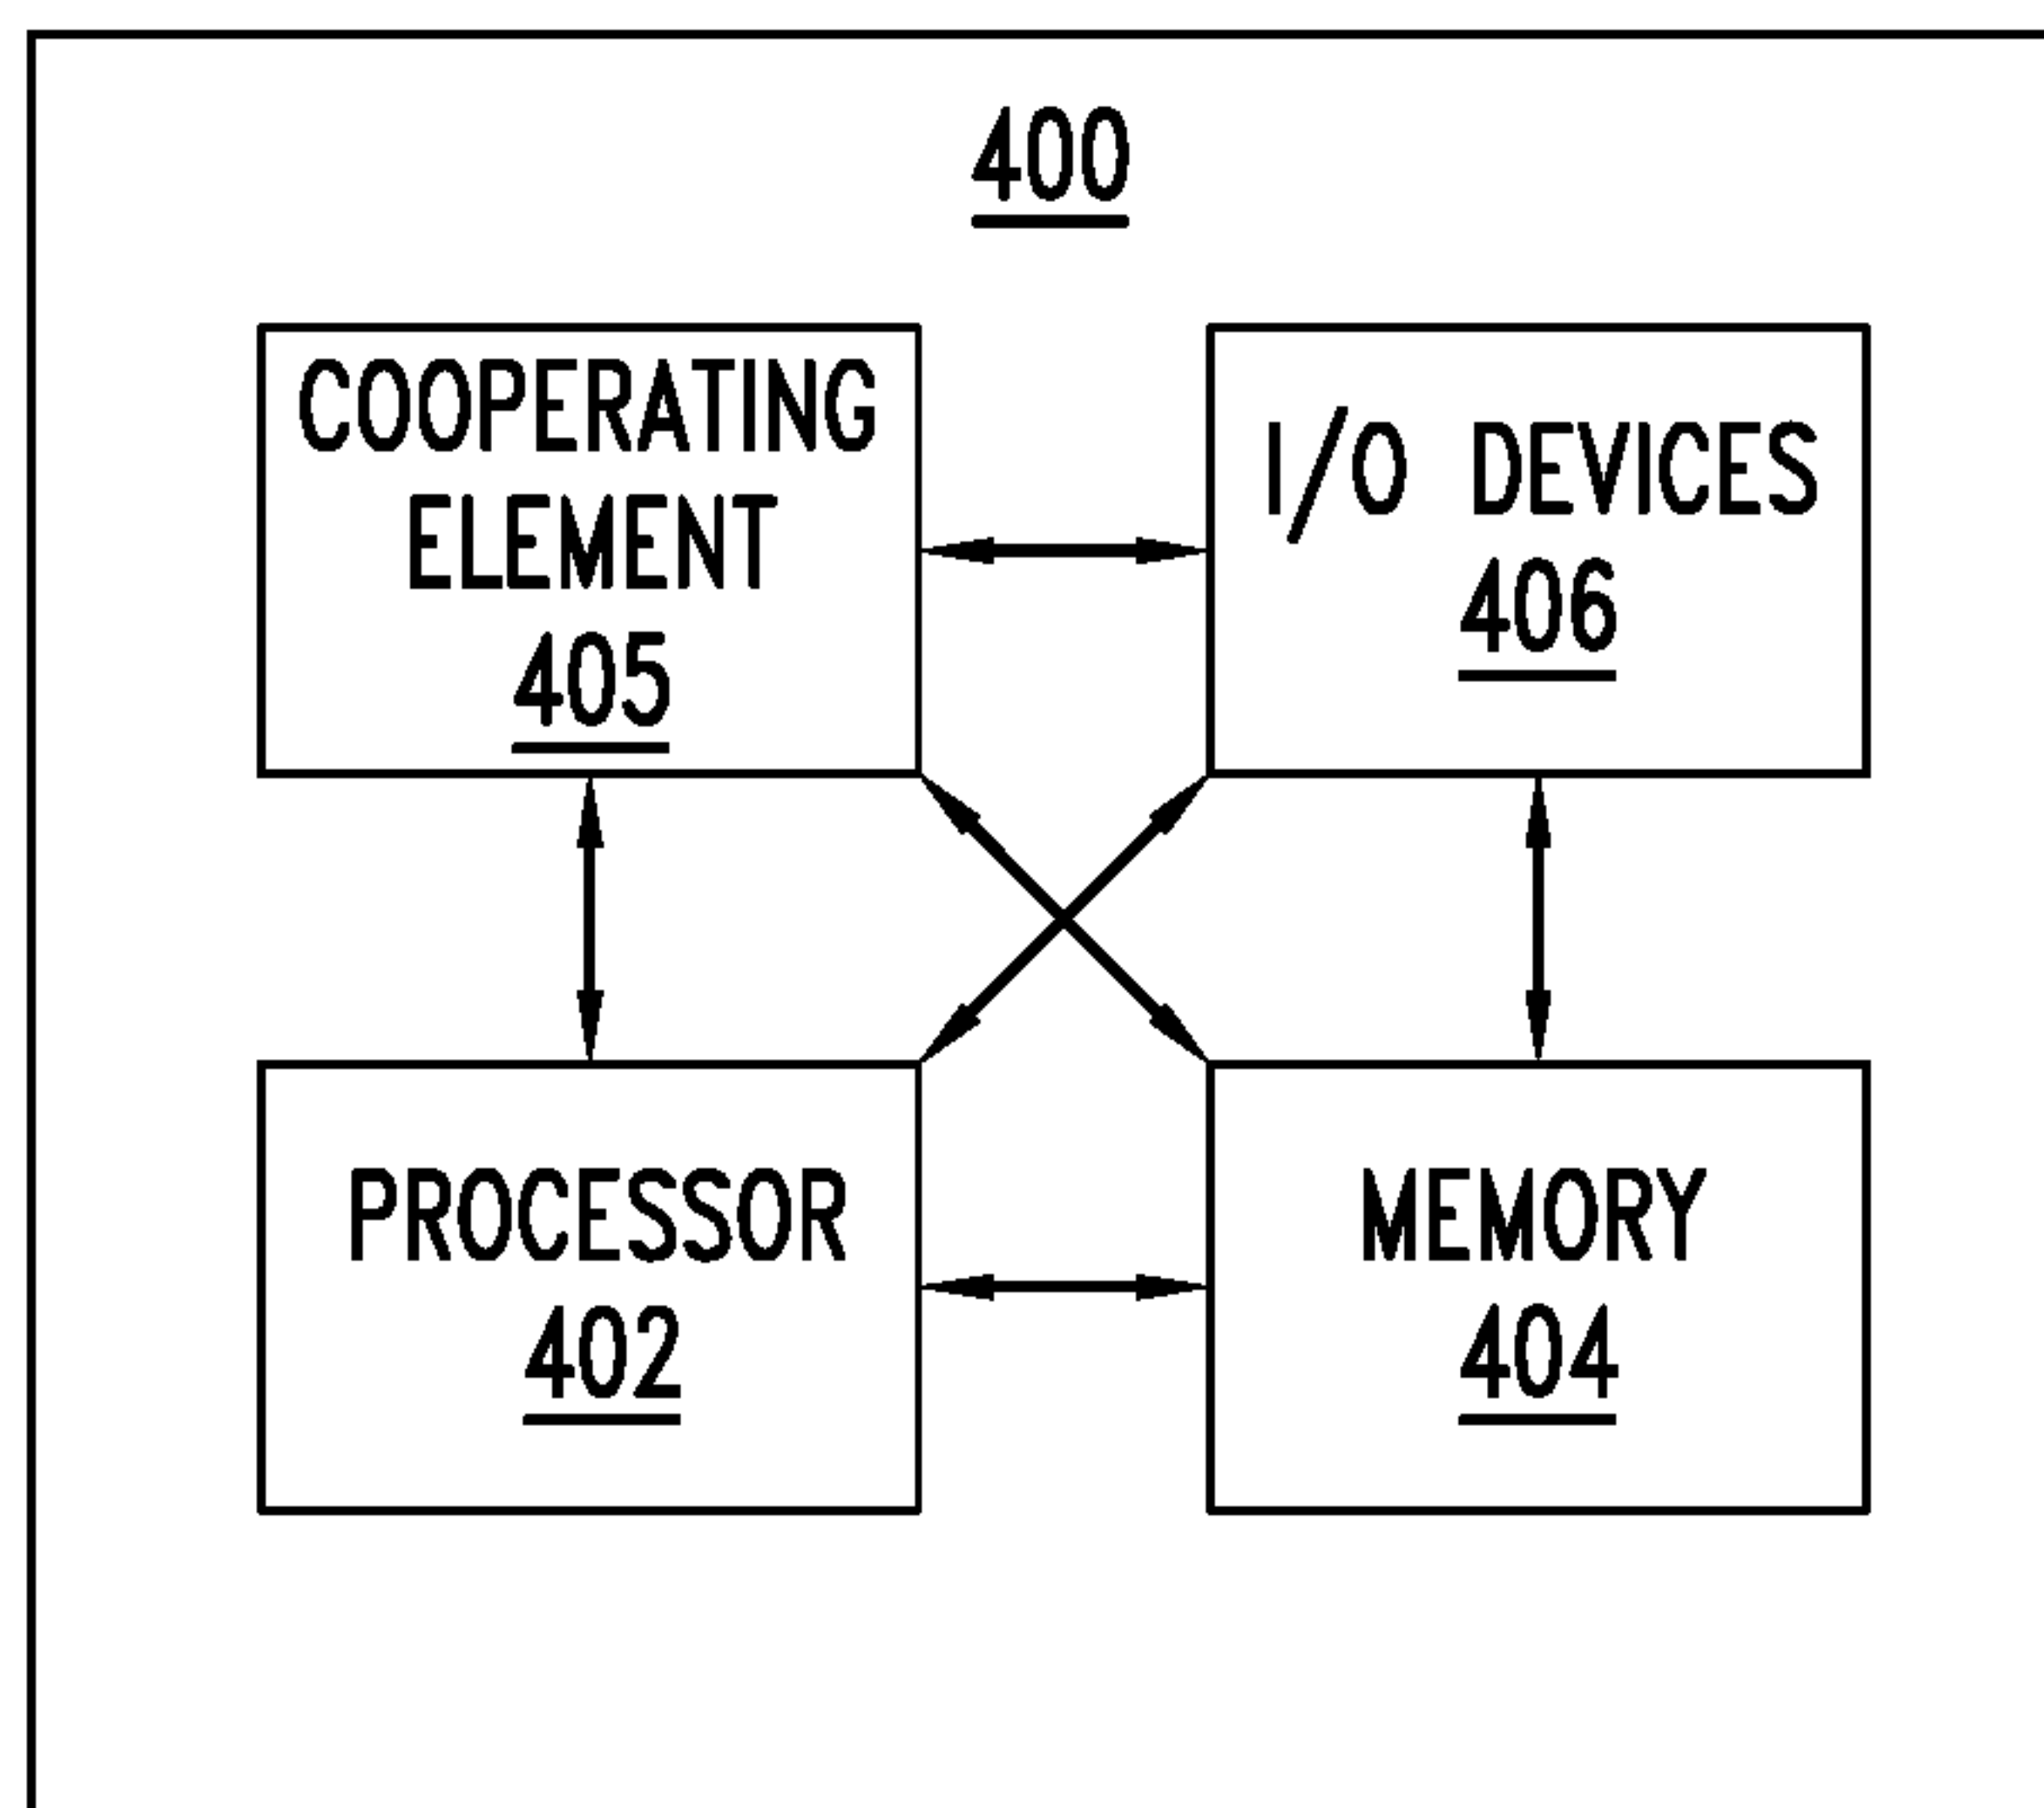 400
COOPERATING
ELEMENT
405
I/O DEVICES
406
PROCESSOR
402
MEMORY
404